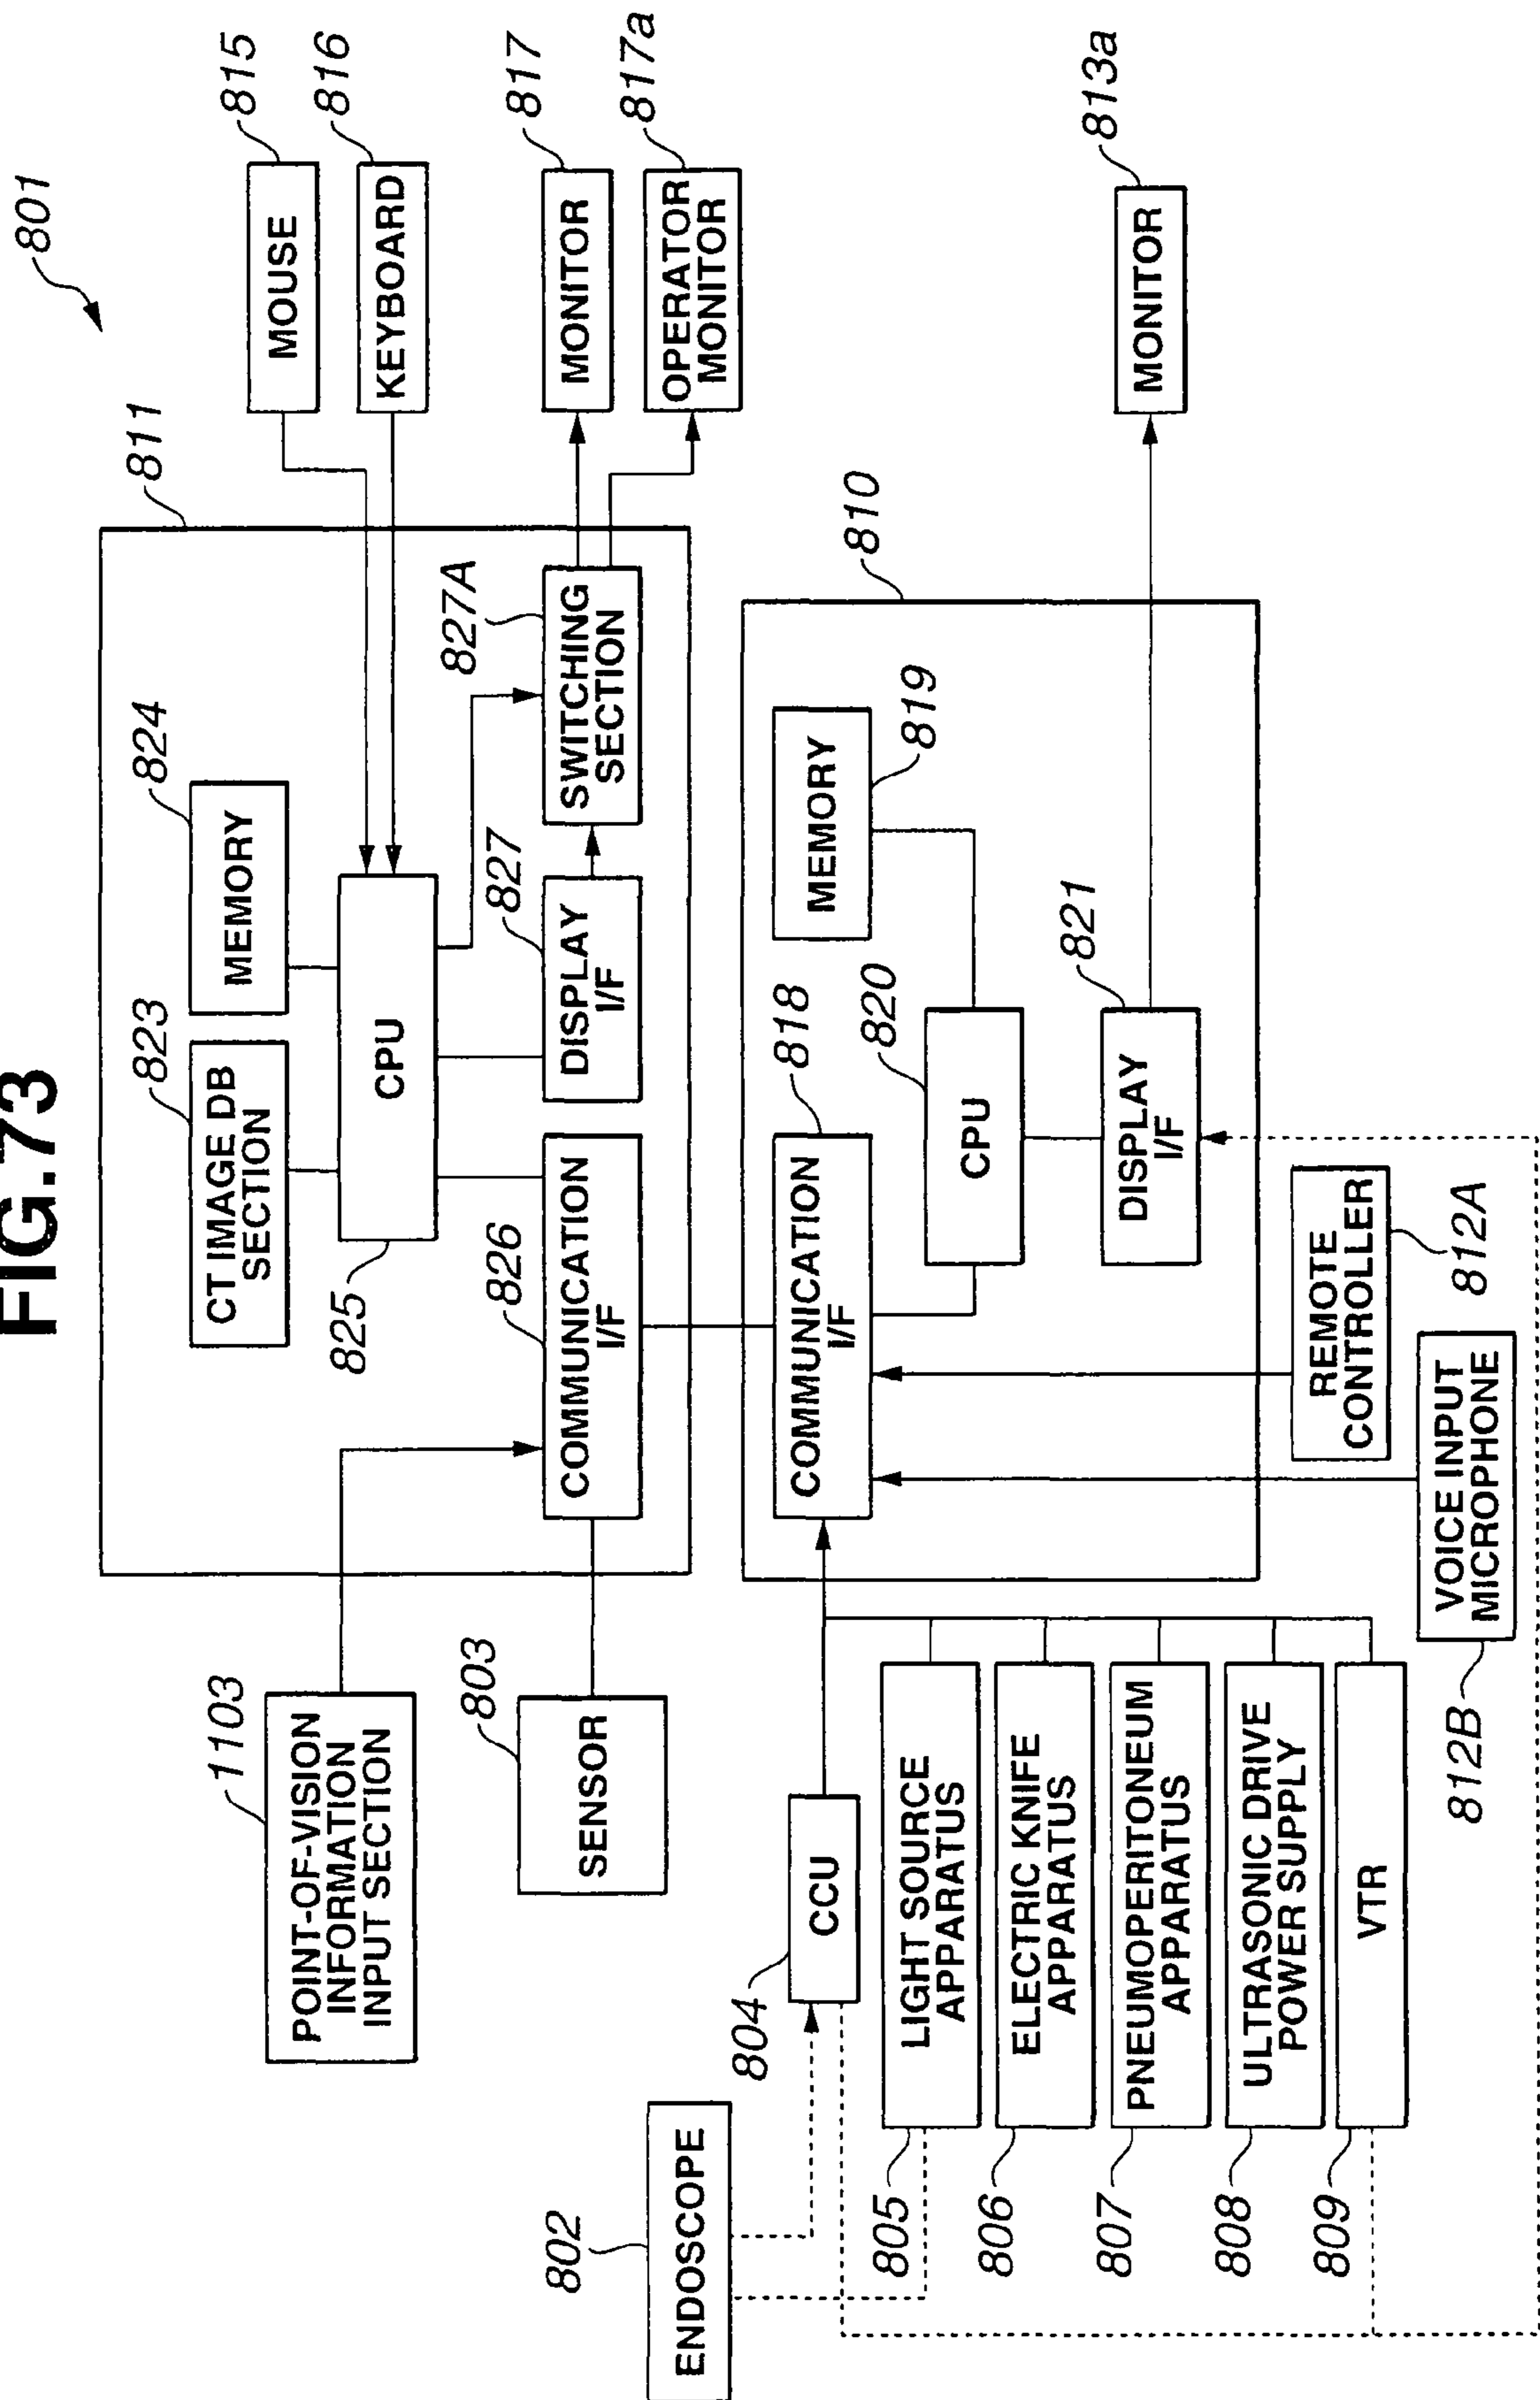 FIG.73
801
811
POINT-OF-VISION
INFORMATION
INPUT SECTION
1103
CT IMAGE DB
SECTION
823
MEMORY
824
MOUSE
815
KEYBOARD
816
CPU
825
SENSOR
803
COMMUNICATION
I/F
826
DISPLAY
I/F
827
SWITCHING
SECTION
827A
MONITOR
817
OPERATOR
MONITOR
817a
810
ENDOSCOPE
802
CCU
804
COMMUNICATION
I/F
818
MEMORY
819
CPU
820
DISPLAY
I/F
821
MONITOR
813a
LIGHT SOURCE
APPARATUS
805
ELECTRIC KNIFE
APPARATUS
806
PNEUMOPERITONEUM
APPARATUS
807
ULTRASONIC DRIVE
POWER SUPPLY
808
VTR
809
REMOTE
CONTROLLER
812A
VOICE INPUT
MICROPHONE
812B